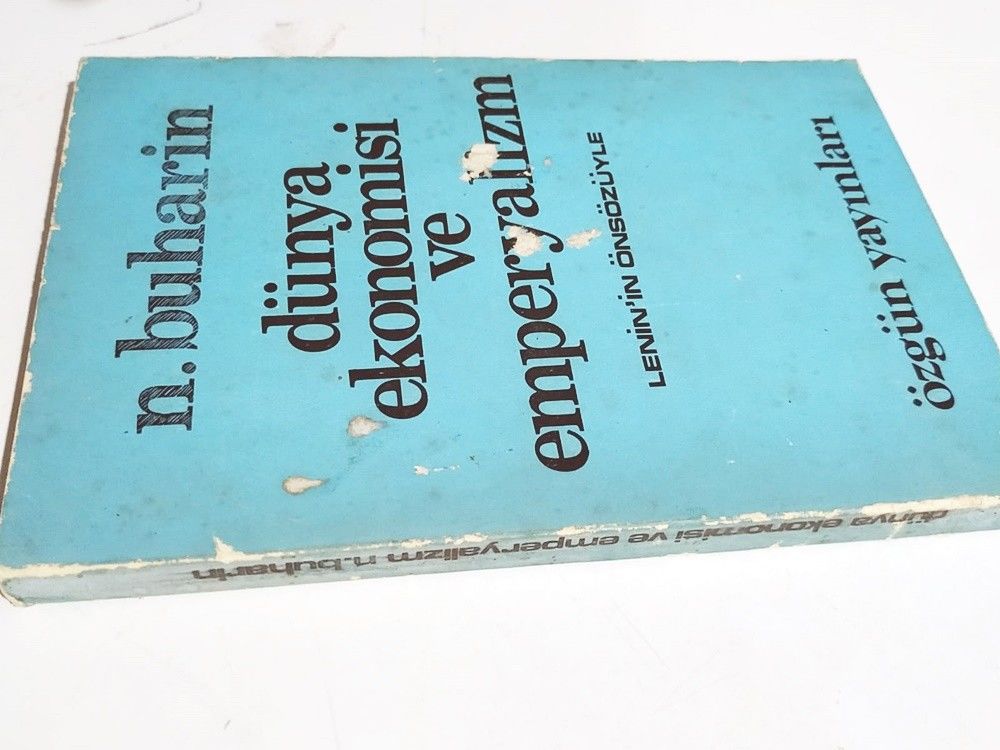 n.buharin
dünya
ekonomisi
ve
emperyalizm
LENİN'İN ÖNSÖZÜYLE
özgün yayınları
dünya ekonomisi ve emperyalizm n.buharin